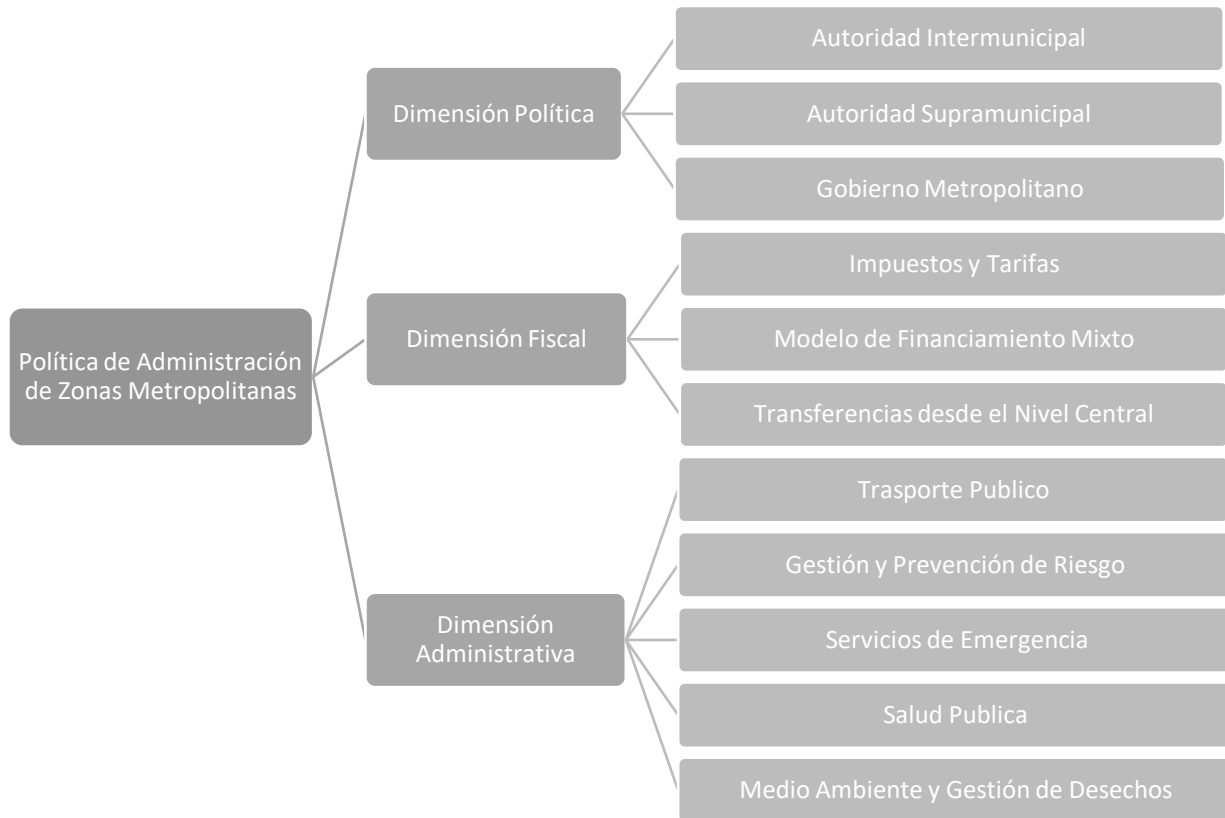 Política de Administración
de Zonas Metropolitanas
Dimensión Política
Autoridad Intermunicipal
Autoridad Supramunicipal
Gobierno Metropolitano
Dimensión Fiscal
Impuestos y Tarifas
Modelo de Financiamiento Mixto
Transferencias desde el Nivel Central
Dimensión
Administrativa
Trasporte Publico
Gestión y Prevención de Riesgo
Servicios de Emergencia
Salud Publica
Medio Ambiente y Gestión de Desechos